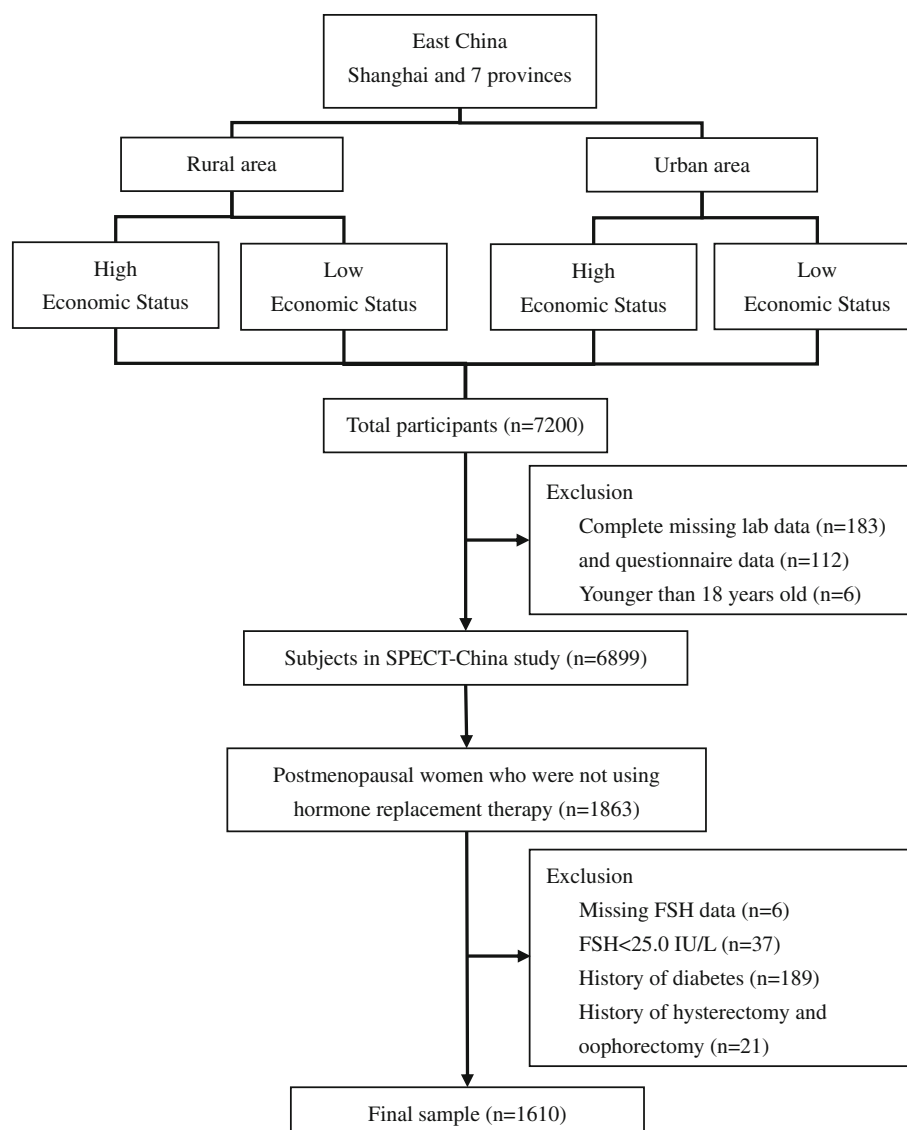 East China
Shanghai and 7 provinces
Rural area
Urban area
High
Economic Status
Low
Economic Status
High
Economic Status
Low
Economic Status
Total participants (n=7200)
Exclusion
Complete missing lab data (n=183)
and questionnaire data (n=112)
Younger than 18 years old (n=6)
Subjects in SPECT-China study (n=6899)
Postmenopausal women who were not using
hormone replacement therapy (n=1863)
Exclusion
Missing FSH data (n=6)
FSH<25.0 IU/L (n=37)
History of diabetes (n=189)
History of hysterectomy and
oophorectomy (n=21)
Final sample (n=1610)